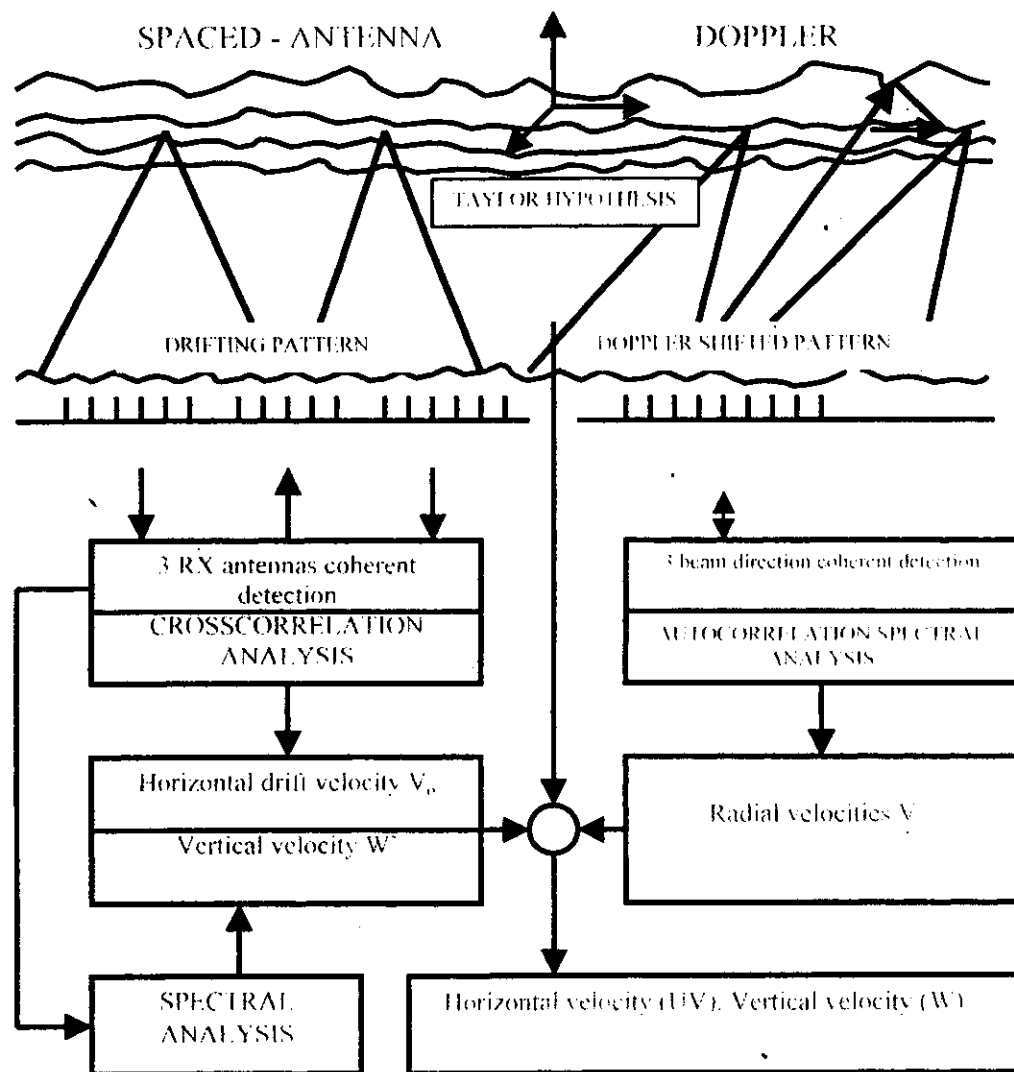 SPACED - ANTENNA
DOPPLER
TAYLOR HYPOTHESIS
DRIFTING PATTERN
DOPPLER SHIFTED PATTERN
3 RX antennas coherent
detection
CROSSCORRELATION
ANALYSIS
3 beam direction coherent detection
AUTOCORRELATION SPECTRAL
ANALYSIS
Horizontal drift velocity
Vertical velocity W
Radial velocities V
SPECTRAL
ANALYSIS
Horizontal velocity (UV), Vertical velocity (W)